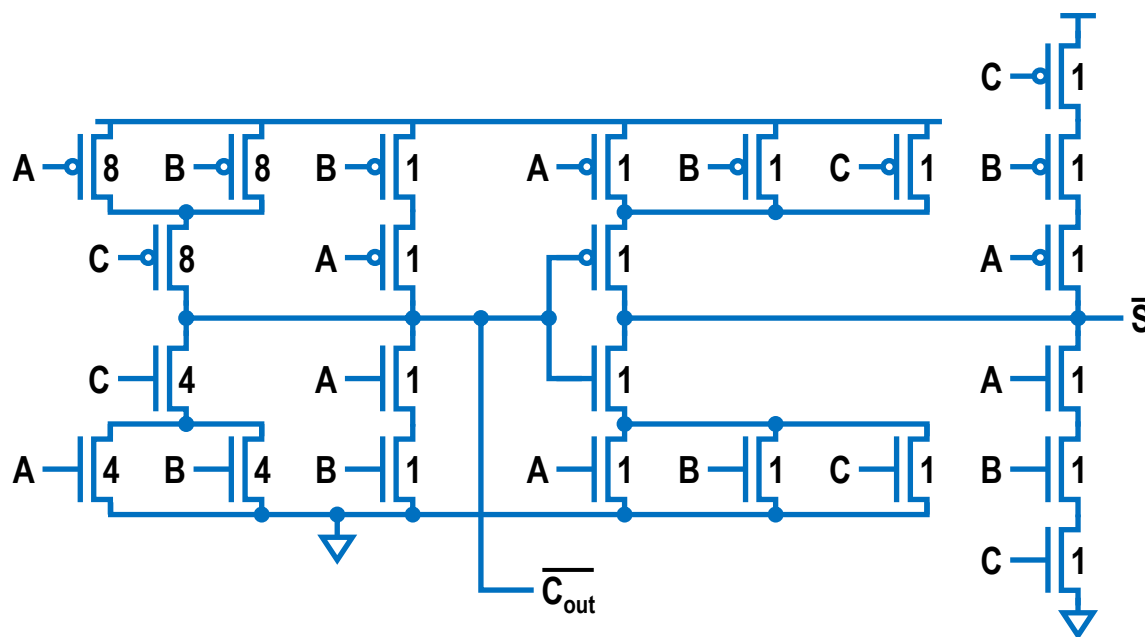 C 1
A 8 B 8 B 1 A 1 B 1 C 1 B 1
C 8 A 1 1 A 1
S̅
C 4 A 1 1 A 1
A 4 B 4 B 1 A 1 B 1 C 1 B 1
C 1
C̅o̅u̅t̅